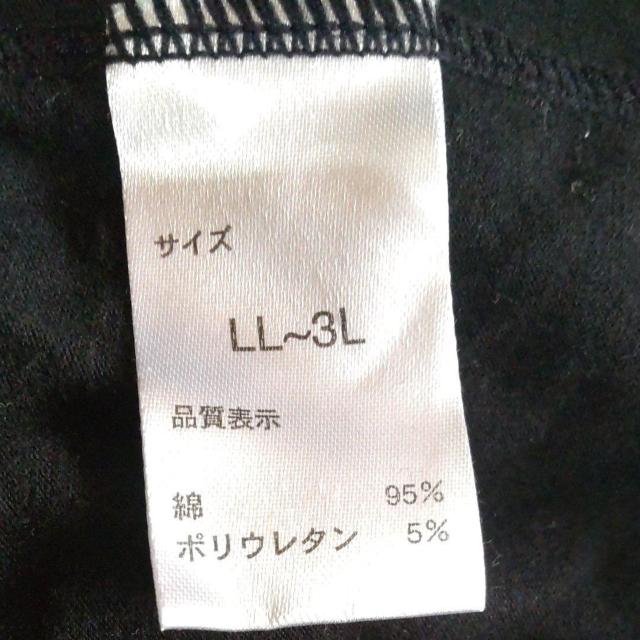 サイズ
LL~3L
品質表示
綿 95%
ポリウレタン 5%